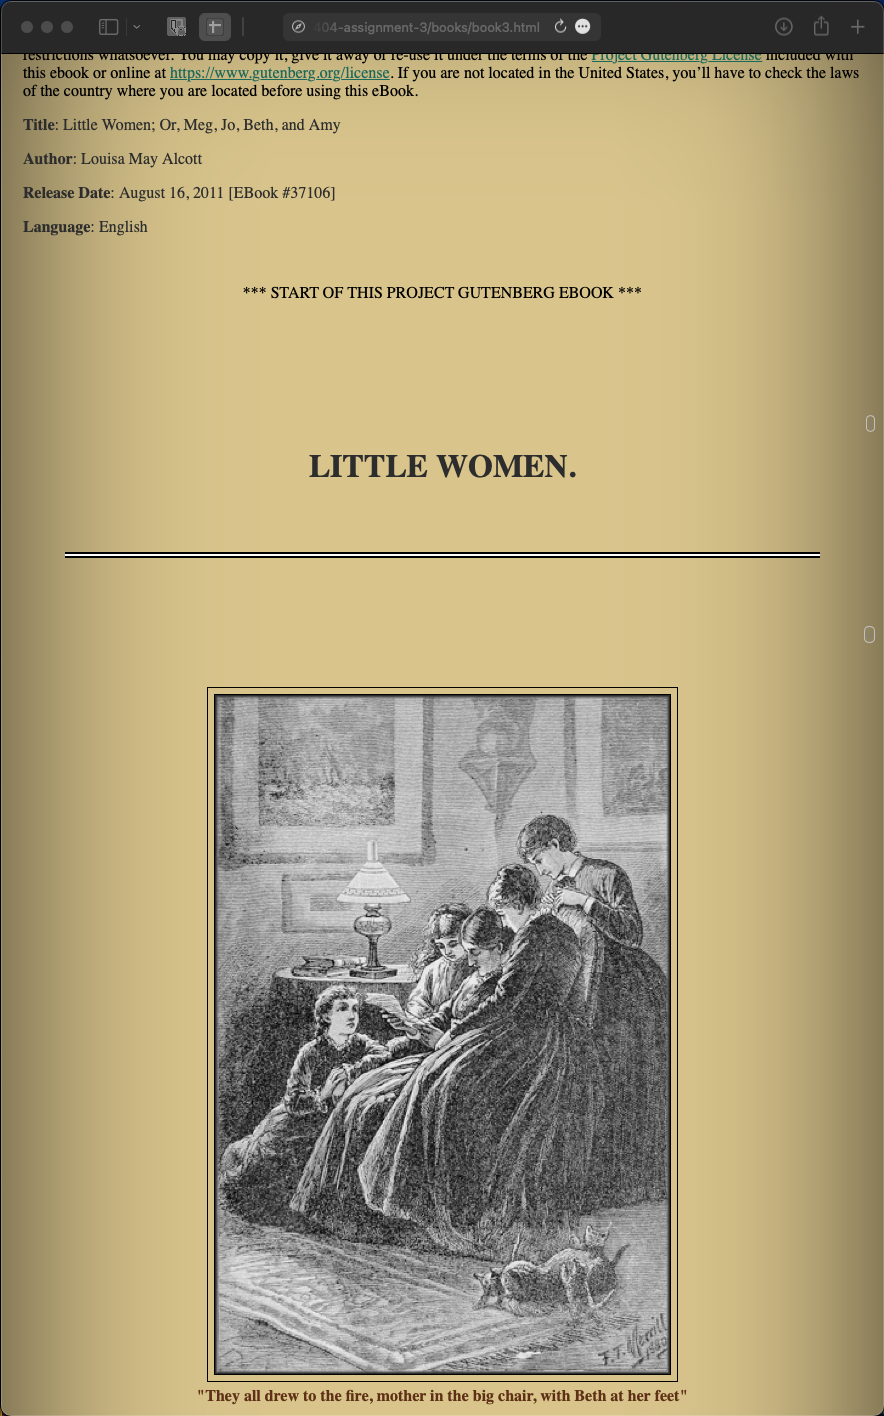 04-assignment-3/books/book3.html
restrictions whatsoever. You may copy it, give it away or re-use it under the terms of the Project Gutenberg License included with
this ebook or online at https://www.gutenberg.org/license. If you are not located in the United States, you’ll have to check the laws
of the country where you are located before using this eBook.
Title: Little Women; Or, Meg, Jo, Beth, and Amy
Author: Louisa May Alcott
Release Date: August 16, 2011 [EBook #37106]
Language: English
*** START OF THIS PROJECT GUTENBERG EBOOK ***
LITTLE WOMEN.
F. T. Merrill
1880
"They all drew to the fire, mother in the big chair, with Beth at her feet"